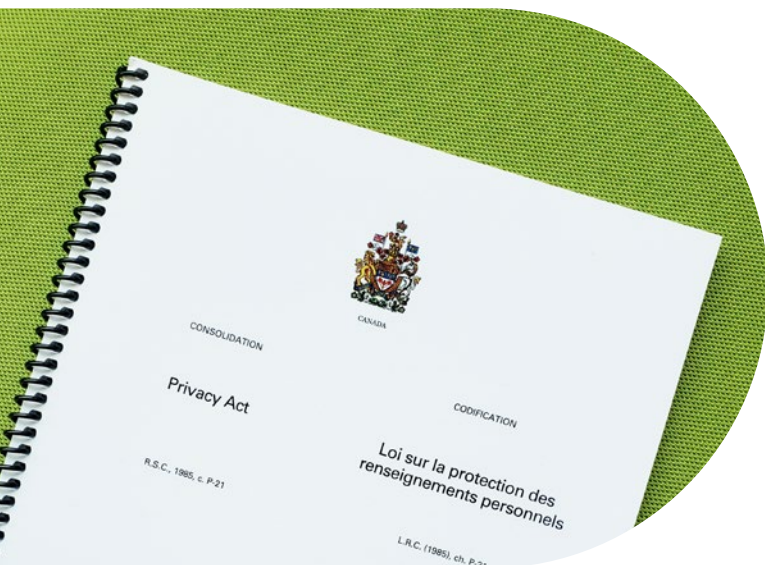 CANADA
CONSOLIDATION
Privacy Act
R.S.C., 1985, c. P-21
CODIFICATION
Loi sur la protection des
renseignements personnels
L.R.C. (1985), ch.